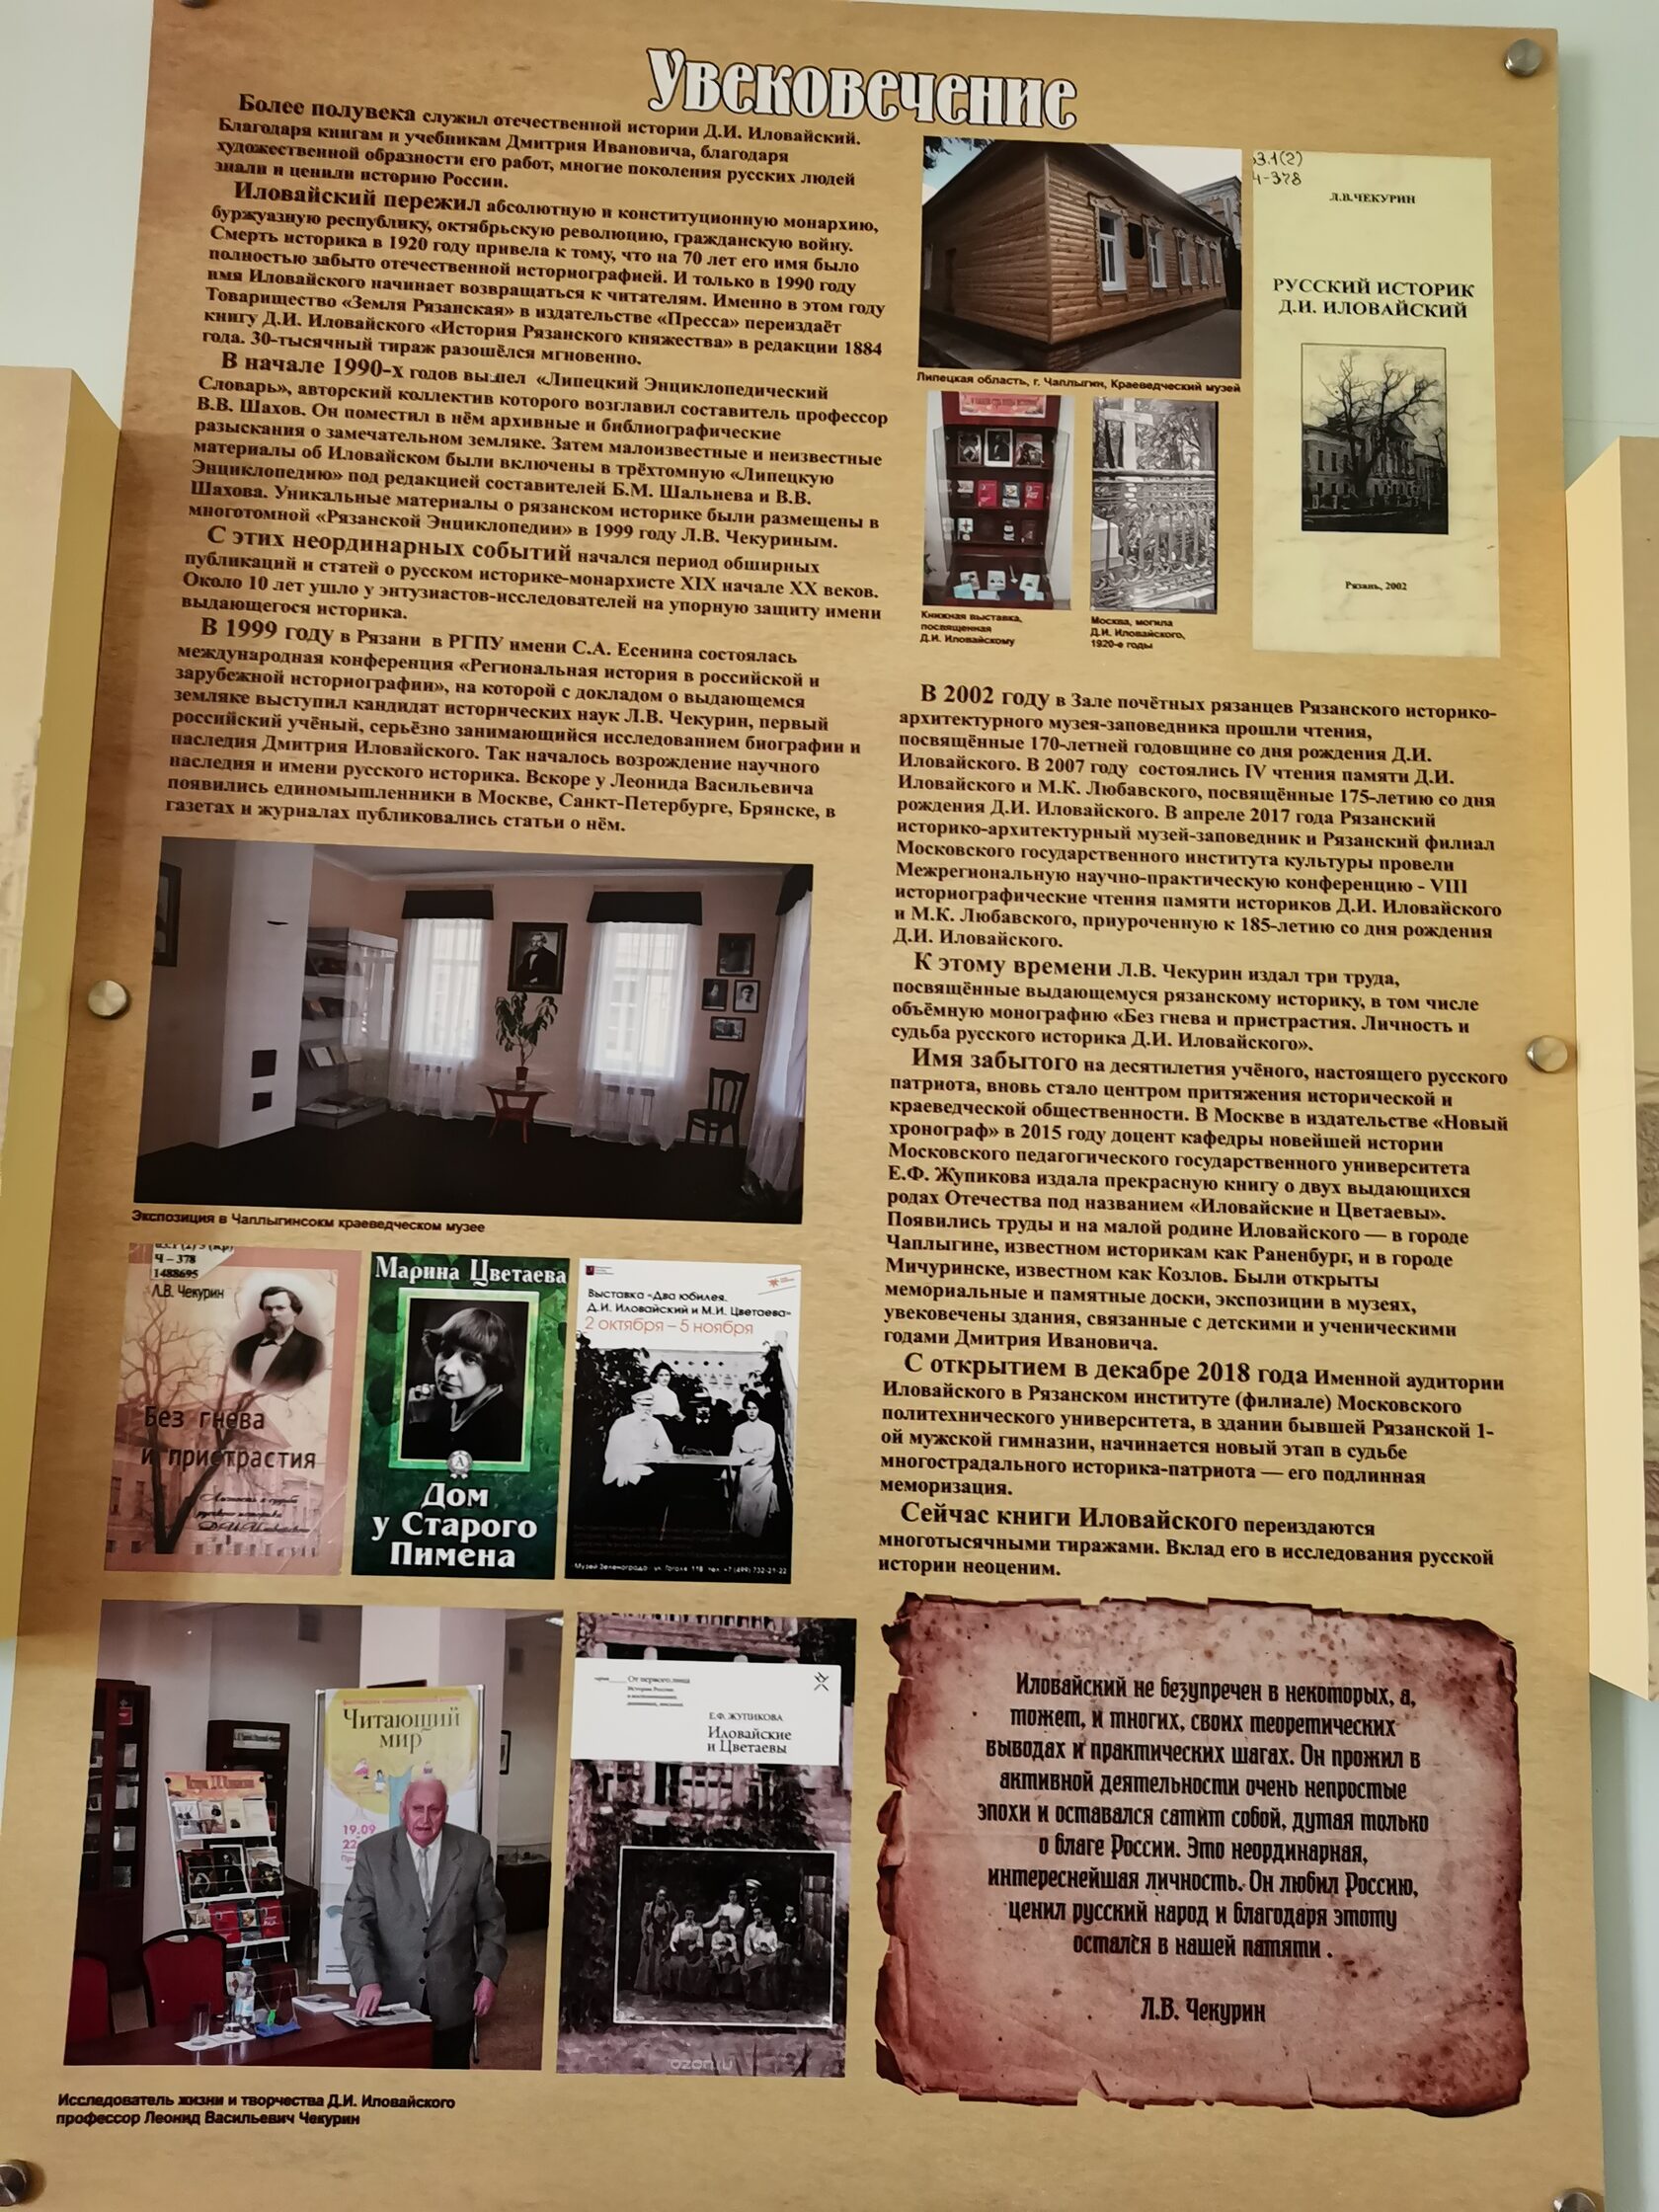 Увековечение
Более полувека служил отечественной истории Д.И. Иловайский.
Благодаря книгам и учебникам Дмитрия Ивановича, благодаря
художественной образности его работ, многие поколения русских людей
знали и ценили историю России.
Иловайский пережил абсолютную и конституционную монархию,
буржуазную республику, октябрьскую революцию, гражданскую войну.
Смерть историка в 1920 году привела к тому, что на 70 лет его имя было
полностью забыто отечественной историографией. И только в 1990 году
имя Иловайского начинает возвращаться к читателям. Именно в этом году
Товарищество «Земля Рязанская» в издательстве «Пресса» переиздаёт
книгу Д.И. Иловайского «История Рязанского княжества» в редакции 1884
года. 30-тысячный тираж разошёлся мгновенно.
В начале 1990-х годов вышел «Липецкий Энциклопедический
Словарь», авторский коллектив которого возглавил составитель профессор
В.В. Шахов. Он поместил в нём архивные и библиографические
разыскания о замечательном земляке. Затем малоизвестные и неизвестные
материалы об Иловайском были включены в трёхтомную «Липецкую
Энциклопедию» под редакцией составителей Б.М. Шальнева и В.В.
Шахова. Уникальные материалы о рязанском историке были размещены в
многотомной «Рязанской Энциклопедии» в 1999 году Л.В. Чекуриным.
С этих неординарных событий начался период обширных
публикаций и статей о русском историке-монархисте XIX начале XX веков.
Около 10 лет ушло у энтузиастов-исследователей на упорную защиту имени
выдающегося историка.
В 1999 году в Рязани в РГПУ имени С.А. Есенина состоялась
международная конференция «Региональная история в российской и
зарубежной историографии», на которой с докладом о выдающемся
земляке выступил кандидат исторических наук Л.В. Чекурин, первый
российский учёный, серьёзно занимающийся исследованием биографии и
наследия Дмитрия Иловайского. Так началось возрождение научного
наследия и имени русского историка. Вскоре у Леонида Васильевича
появились единомышленники в Москве, Санкт-Петербурге, Брянске, в
газетах и журналах публиковались статьи о нём.
Экспозиция в Чаплыгинсокм краеведческом музее
Ч – 378
1488695
Л.В. Чекурин
Без гнева
и пристрастия
Личность и судьба
русского историка
Д.И. Иловайского
Марина Цветаева
Дом
у Старого
Пимена
Выставка «Два юбилея.
Д.И. Иловайский и М.И. Цветаева»
2 октября – 5 ноября
Музей Зеленограда ул. Гоголя 11В тел. +7 (499) 732-21-22
Читающий
мир
19.09
От первого лица
Е.Ф. ЖУПИКОВА
Иловайские
и Цветаевы
ozon.ru
Исследователь жизни и творчества Д.И. Иловайского
профессор Леонид Васильевич Чекурин
Липецкая область, г. Чаплыгин, Краеведческий музей
Книжная выставка,
посвященная
Д.И. Иловайскому
Москва, могила
Д.И. Иловайского,
1920-е годы
63.1(2)
Ч-378
Л.В.ЧЕКУРИН
РУССКИЙ ИСТОРИК
Д.И. ИЛОВАЙСКИЙ
Рязань, 2002
В 2002 году в Зале почётных рязанцев Рязанского историко-
архитектурного музея-заповедника прошли чтения,
посвящённые 170-летней годовщине со дня рождения Д.И.
Иловайского. В 2007 году состоялись IV чтения памяти Д.И.
Иловайского и М.К. Любавского, посвящённые 175-летию со дня
рождения Д.И. Иловайского. В апреле 2017 года Рязанский
историко-архитектурный музей-заповедник и Рязанский филиал
Московского государственного института культуры провели
Межрегиональную научно-практическую конференцию - VIII
историографические чтения памяти историков Д.И. Иловайского
и М.К. Любавского, приуроченную к 185-летию со дня рождения
Д.И. Иловайского.
К этому времени Л.В. Чекурин издал три труда,
посвящённые выдающемуся рязанскому историку, в том числе
объёмную монографию «Без гнева и пристрастия. Личность и
судьба русского историка Д.И. Иловайского».
Имя забытого на десятилетия учёного, настоящего русского
патриота, вновь стало центром притяжения исторической и
краеведческой общественности. В Москве в издательстве «Новый
хронограф» в 2015 году доцент кафедры новейшей истории
Московского педагогического государственного университета
Е.Ф. Жупикова издала прекрасную книгу о двух выдающихся
родах Отечества под названием «Иловайские и Цветаевы».
Появились труды и на малой родине Иловайского — в городе
Чаплыгине, известном историкам как Раненбург, и в городе
Мичуринске, известном как Козлов. Были открыты
мемориальные и памятные доски, экспозиции в музеях,
увековечены здания, связанные с детскими и ученическими
годами Дмитрия Ивановича.
С открытием в декабре 2018 года Именной аудитории
Иловайского в Рязанском институте (филиале) Московского
политехнического университета, в здании бывшей Рязанской 1-
ой мужской гимназии, начинается новый этап в судьбе
многострадального историка-патриота — его подлинная
меморизация.
Сейчас книги Иловайского переиздаются
многотысячными тиражами. Вклад его в исследования русской
истории неоценим.
Иловайский не безупречен в некоторых, а,
может, и многих, своих теоретических
выводах и практических шагах. Он прожил в
активной деятельности очень непростые
эпохи и оставался самим собой, думая только
о благе России. Это неординарная,
интереснейшая личность. Он любил Россию,
ценил русский народ и благодаря этому
остался в нашей памяти .
Л.В. Чекурин